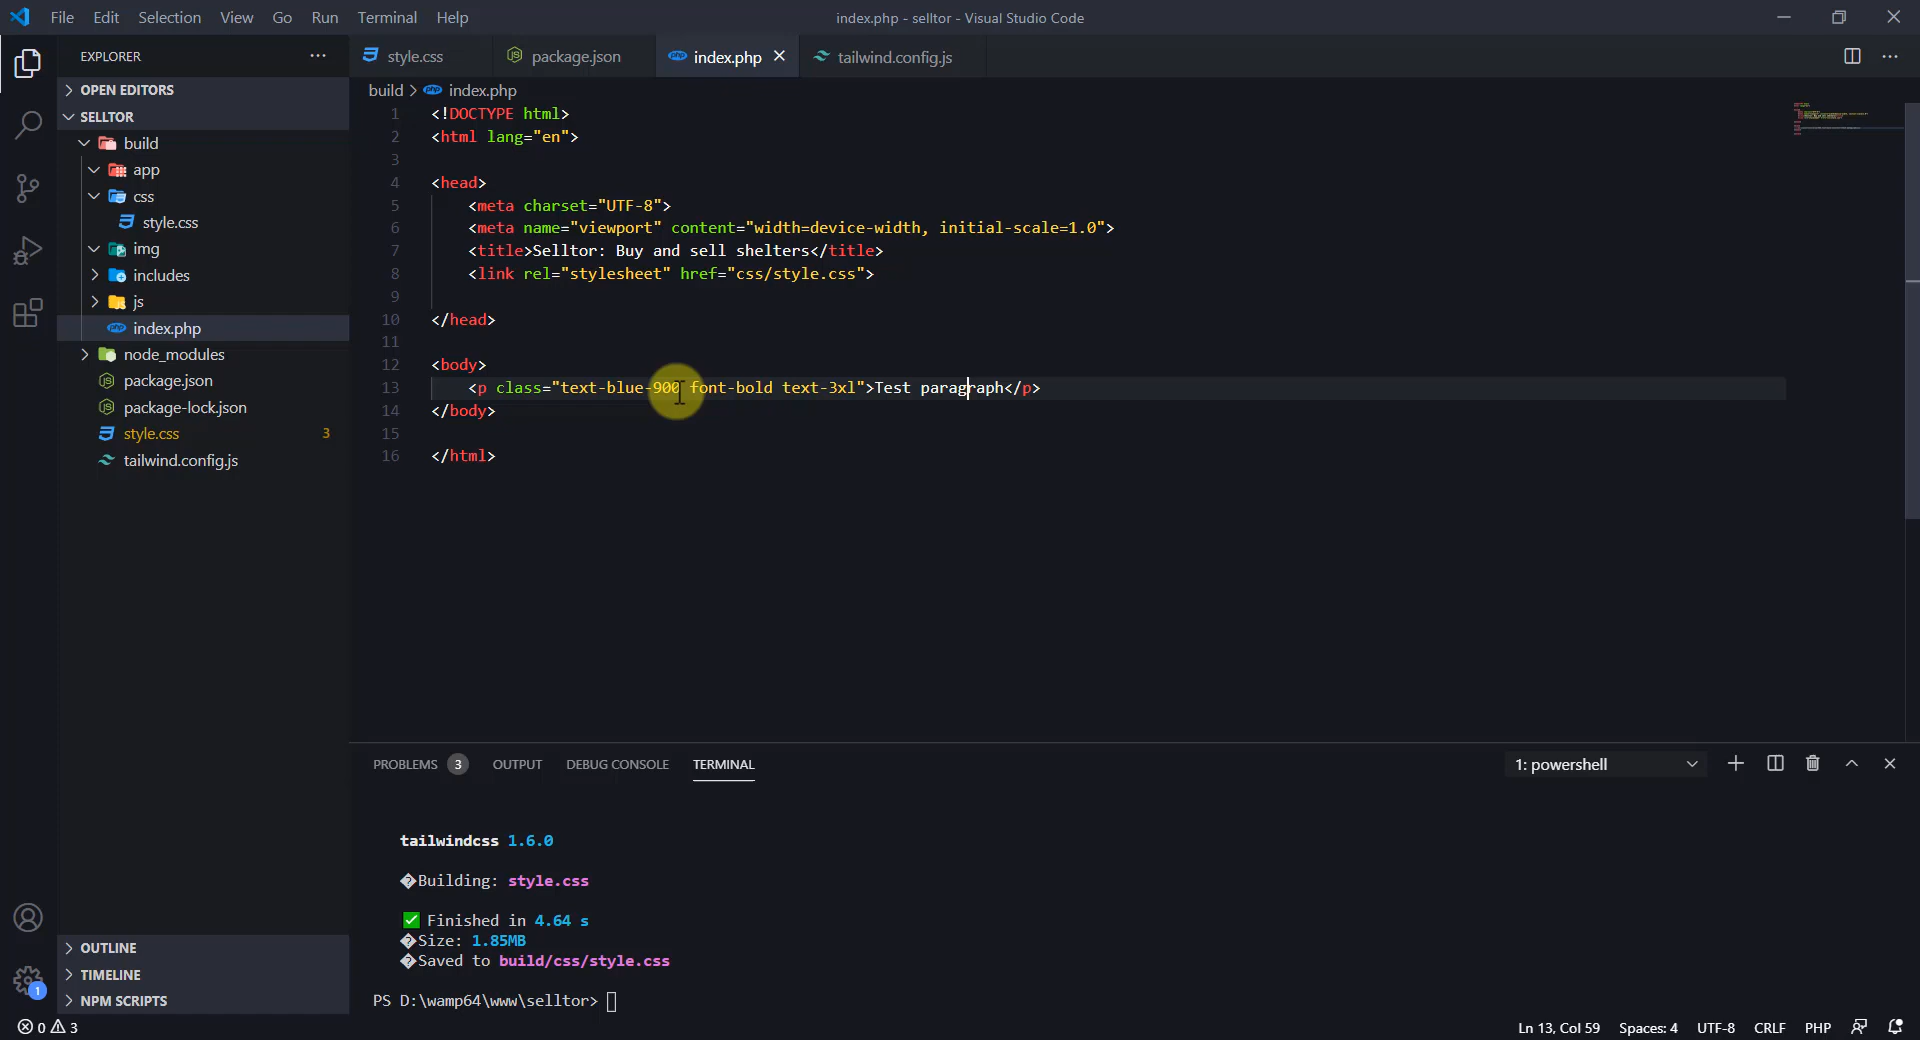 File Edit Selection View Go Run Terminal Help
index.php - selltor - Visual Studio Code
EXPLORER
OPEN EDITORS
SELLTOR
build
app
css
style.css
img
includes
js
index.php
node_modules
package.json
package-lock.json
style.css 3
tailwind.config.js
OUTLINE
TIMELINE
NPM SCRIPTS
style.css package.json index.php tailwind.config.js
build > index.php
1 <!DOCTYPE html>
2 <html lang="en">
3
4 <head>
5 <meta charset="UTF-8">
6 <meta name="viewport" content="width=device-width, initial-scale=1.0">
7 <title>Selltor: Buy and sell shelters</title>
8 <link rel="stylesheet" href="css/style.css">
9
10 </head>
11
12 <body>
13 <p class="text-blue-900 font-bold text-3xl">Test paragraph</p>
14 </body>
15
16 </html>
PROBLEMS 3 OUTPUT DEBUG CONSOLE TERMINAL
1: powershell
tailwindcss 1.6.0
�Building: style.css
✅ Finished in 4.64 s
�Size: 1.85MB
�Saved to build/css/style.css
PS D:\wamp64\www\selltor>
1
0 3
Ln 13, Col 59 Spaces: 4 UTF-8 CRLF PHP